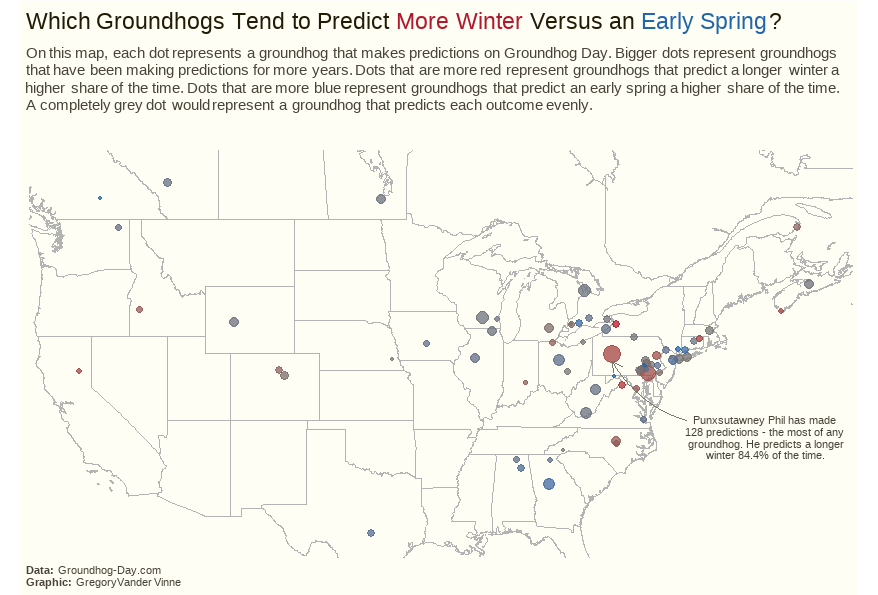 Which Groundhogs Tend to Predict More Winter Versus an Early Spring?
On this map, each dot represents a groundhog that makes predictions on Groundhog Day. Bigger dots represent groundhogs
that have been making predictions for more years. Dots that are more red represent groundhogs that predict a longer winter a
higher share of the time. Dots that are more blue represent groundhogs that predict an early spring a higher share of the time.
A completely grey dot would represent a groundhog that predicts each outcome evenly.
Punxsutawney Phil has made
128 predictions - the most of any
groundhog. He predicts a longer
winter 84.4% of the time.
Data: Groundhog-Day.com
Graphic: Gregory Vander Vinne